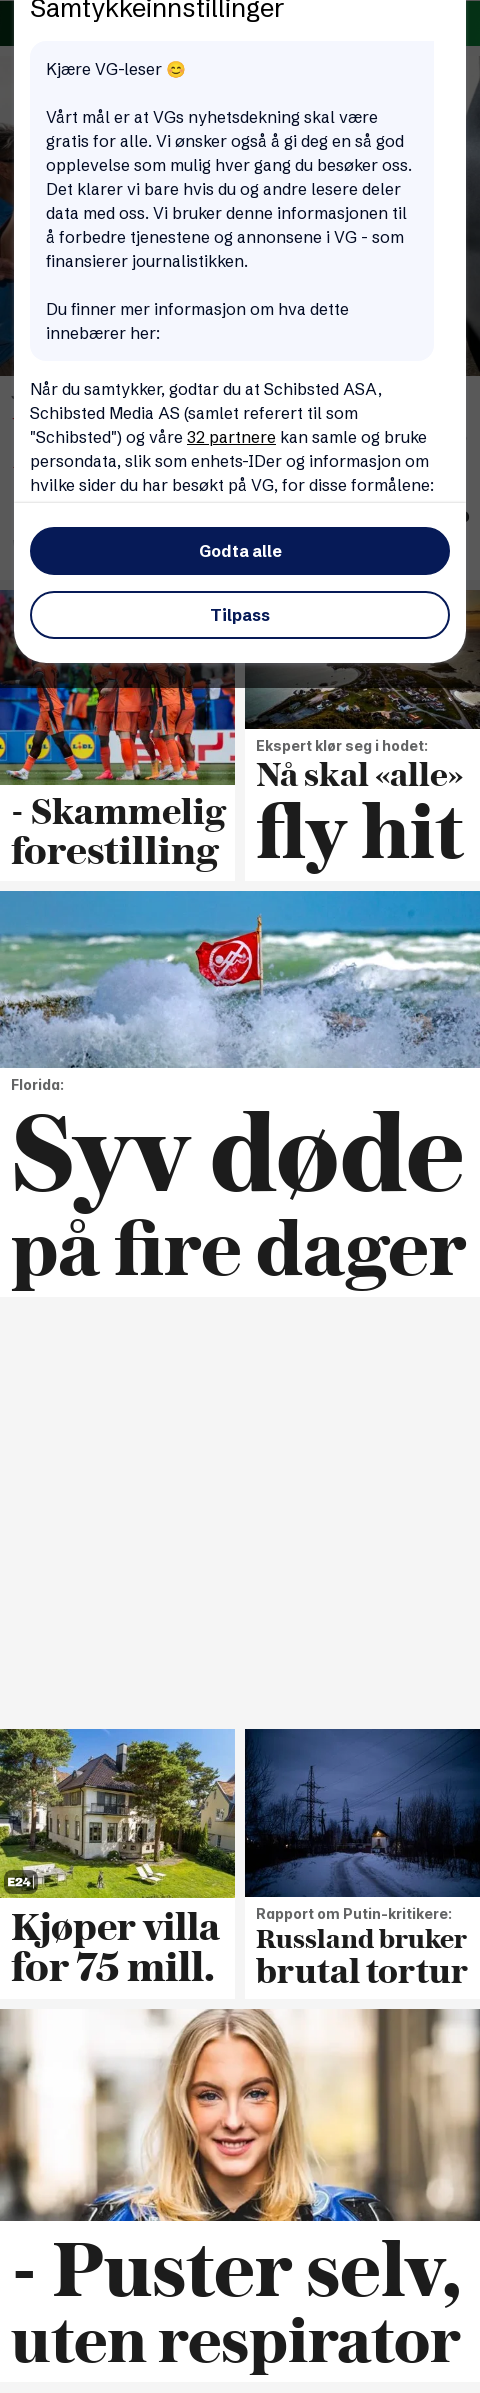 Samtykkeinnstillinger
Kjære VG-leser 😊
Vårt mål er at VGs nyhetsdekning skal være
gratis for alle. Vi ønsker også å gi deg en så god
opplevelse som mulig hver gang du besøker oss.
Det klarer vi bare hvis du og andre lesere deler
data med oss. Vi bruker denne informasjonen til
å forbedre tjenestene og annonsene i VG - som
finansierer journalistikken.
Du finner mer informasjon om hva dette
innebærer her:
Når du samtykker, godtar du at Schibsted ASA,
Schibsted Media AS (samlet referert til som
"Schibsted") og våre 32 partnere kan samle og bruke
persondata, slik som enhets-IDer og informasjon om
hvilke sider du har besøkt på VG, for disse formålene:
Godta alle
Tilpass
LIDL
LIDL
- Skammelig
forestilling
Ekspert klør seg i hodet:
Nå skal «alle»
fly hit
Florida:
Syv døde
på fire dager
E24
Kjøper villa
for 75 mill.
Rapport om Putin-kritikere:
Russland bruker
brutal tortur
- Puster selv,
uten respirator